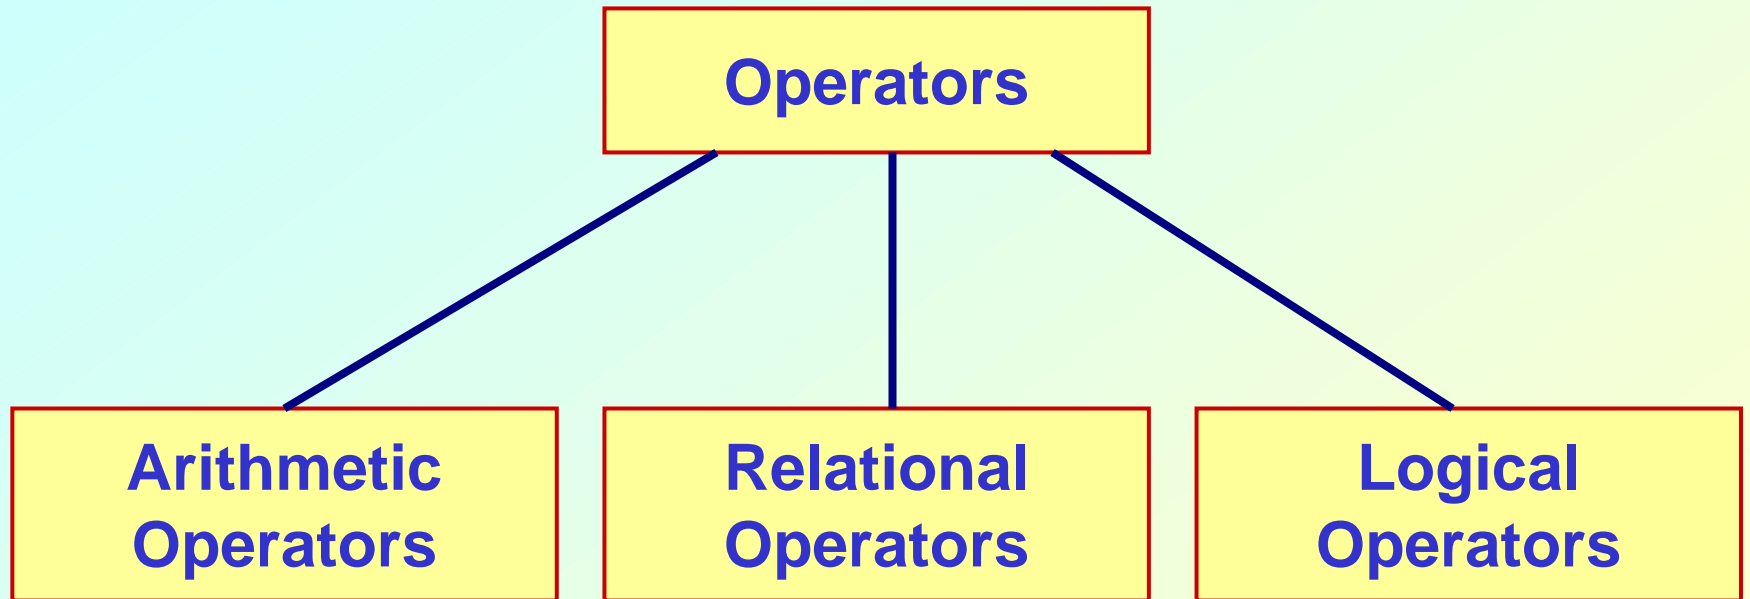 Operators
Arithmetic
Operators
Relational
Operators
Logical
Operators